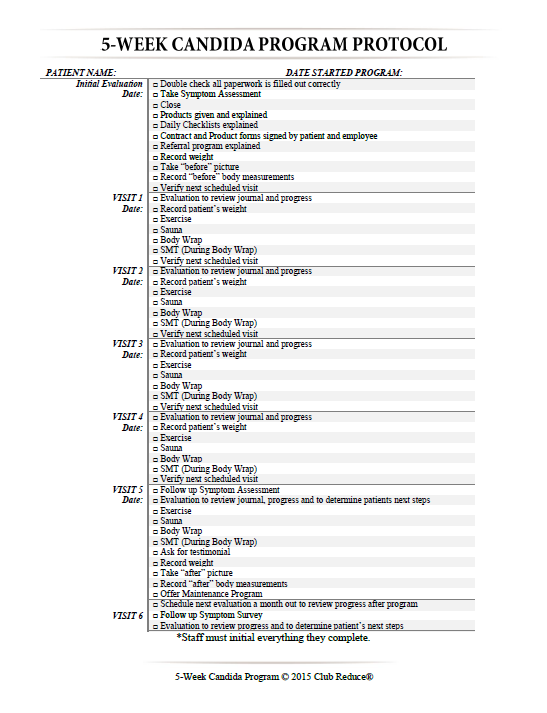 5-WEEK CANDIDA PROGRAM PROTOCOL
PATIENT NAME: DATE STARTED PROGRAM:
Initial Evaluation □ Double check all paperwork is filled out correctly
Date: □ Take Symptom Assessment
□ Close
□ Products given and explained
□ Daily Checklists explained
□ Contract and Product forms signed by patient and employee
□ Referral program explained
□ Record weight
□ Take “before” picture
□ Record “before” body measurements
□ Verify next scheduled visit
VISIT 1 □ Evaluation to review journal and progress
Date: □ Record patient’s weight
□ Exercise
□ Sauna
□ Body Wrap
□ SMT (During Body Wrap)
□ Verify next scheduled visit
VISIT 2 □ Evaluation to review journal and progress
Date: □ Record patient’s weight
□ Exercise
□ Sauna
□ Body Wrap
□ SMT (During Body Wrap)
□ Verify next scheduled visit
VISIT 3 □ Evaluation to review journal and progress
Date: □ Record patient’s weight
□ Exercise
□ Sauna
□ Body Wrap
□ SMT (During Body Wrap)
□ Verify next scheduled visit
VISIT 4 □ Evaluation to review journal and progress
Date: □ Record patient’s weight
□ Exercise
□ Sauna
□ Body Wrap
□ SMT (During Body Wrap)
□ Verify next scheduled visit
VISIT 5 □ Follow up Symptom Assessment
Date: □ Evaluation to review journal, progress and to determine patients next steps
□ Exercise
□ Sauna
□ Body Wrap
□ SMT (During Body Wrap)
□ Ask for testimonial
□ Record weight
□ Take “after” picture
□ Record “after” body measurements
□ Offer Maintenance Program
□ Schedule next evaluation a month out to review progress after program
VISIT 6 □ Follow up Symptom Survey
□ Evaluation to review progress and to determine patient’s next steps
*Staff must initial everything they complete.
5-Week Candida Program © 2015 Club Reduce®